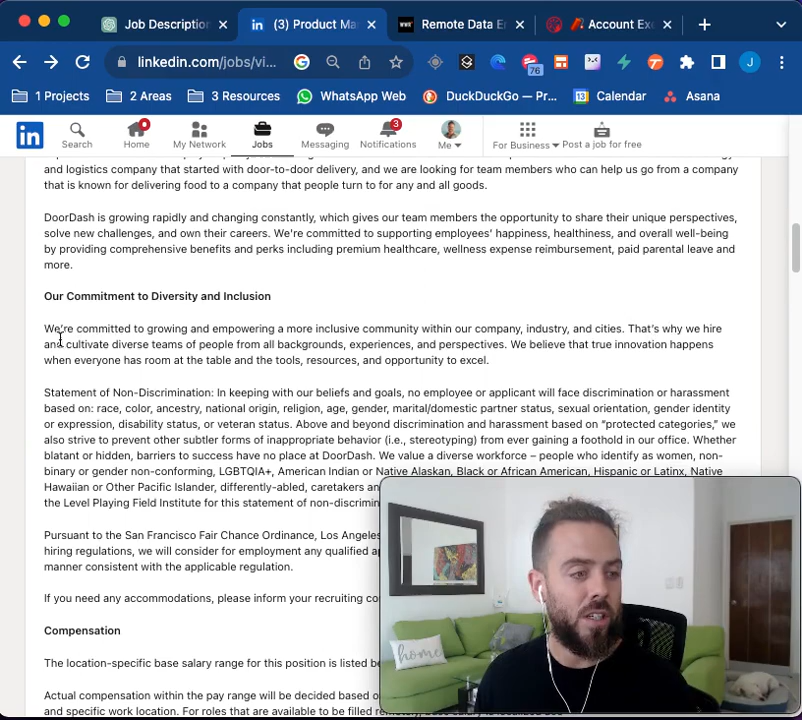 Job Description
(3) Product Ma
Remote Data E
Account Exe
linkedin.com/jobs/vi...
76
J
1 Projects
2 Areas
3 Resources
WhatsApp Web
DuckDuckGo — Pr...
13
Calendar
Asana
in
Search
Home
My Network
Jobs
Messaging
3
Notifications
Me
For Business
Post a job for free
and logistics company that started with door-to-door delivery, and we are looking for team members who can help us go from a company
that is known for delivering food to a company that people turn to for any and all goods.
DoorDash is growing rapidly and changing constantly, which gives our team members the opportunity to share their unique perspectives,
solve new challenges, and own their careers. We're committed to supporting employees' happiness, healthiness, and overall well-being
by providing comprehensive benefits and perks including premium healthcare, wellness expense reimbursement, paid parental leave and
more.
Our Commitment to Diversity and Inclusion
We're committed to growing and empowering a more inclusive community within our company, industry, and cities. That's why we hire
and cultivate diverse teams of people from all backgrounds, experiences, and perspectives. We believe that true innovation happens
when everyone has room at the table and the tools, resources, and opportunity to excel.
Statement of Non-Discrimination: In keeping with our beliefs and goals, no employee or applicant will face discrimination or harassment
based on: race, color, ancestry, national origin, religion, age, gender, marital/domestic partner status, sexual orientation, gender identity
or expression, disability status, or veteran status. Above and beyond discrimination and harassment based on “protected categories,” we
also strive to prevent other subtler forms of inappropriate behavior (i.e., stereotyping) from ever gaining a foothold in our office. Whether
blatant or hidden, barriers to success have no place at DoorDash. We value a diverse workforce – people who identify as women, non-
binary or gender non-conforming, LGBTQIA+, American Indian or Native Alaskan, Black or African American, Hispanic or Latinx, Native
Hawaiian or Other Pacific Islander, differently-abled, caretakers an
the Level Playing Field Institute for this statement of non-discrimin
Pursuant to the San Francisco Fair Chance Ordinance, Los Angeles
hiring regulations, we will consider for employment any qualified ap
manner consistent with the applicable regulation.
If you need any accommodations, please inform your recruiting co
Compensation
The location-specific base salary range for this position is listed be
Actual compensation within the pay range will be decided based o
and specific work location. For roles that are available to be filled
home